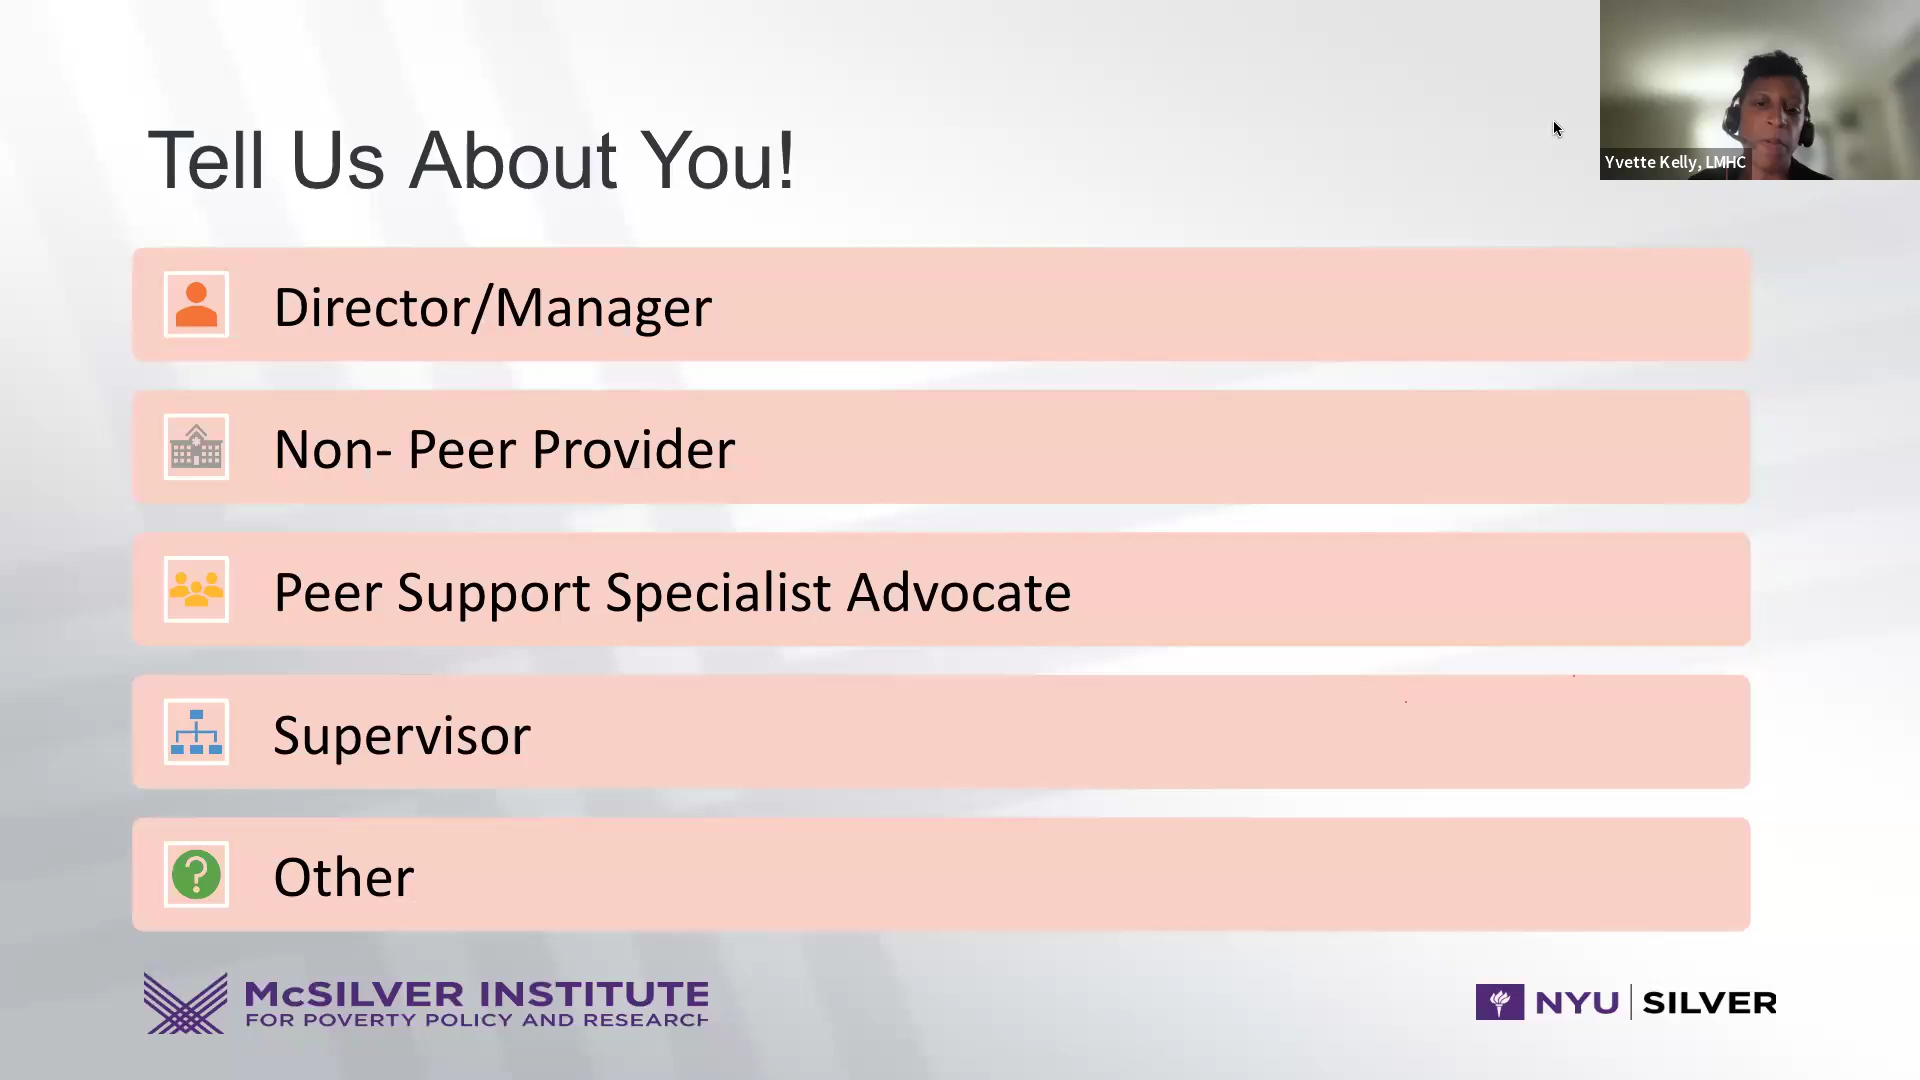 Yvette Kelly, LMHC
Tell Us About You!
Director/Manager
Non- Peer Provider
Peer Support Specialist Advocate
Supervisor
?
Other
McSILVER INSTITUTE
FOR POVERTY POLICY AND RESEARCH
NYU SILVER